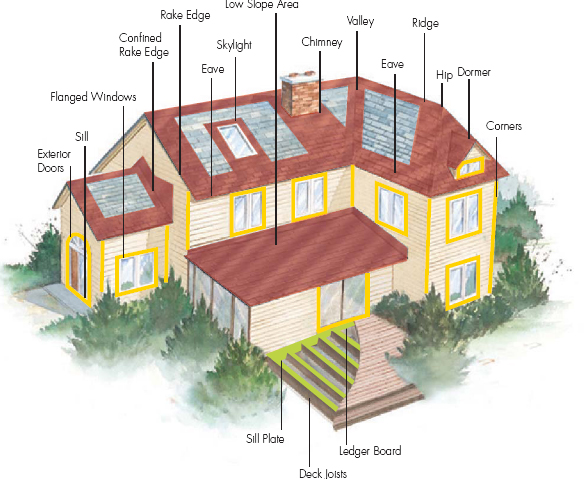 Low Slope Area
Rake Edge
Valley
Ridge
Confined
Rake Edge
Skylight
Chimney
Eave
Eave
Hip
Dormer
Flanged Windows
Corners
Sill
Exterior
Doors
Sill Plate
Ledger Board
Deck Joists